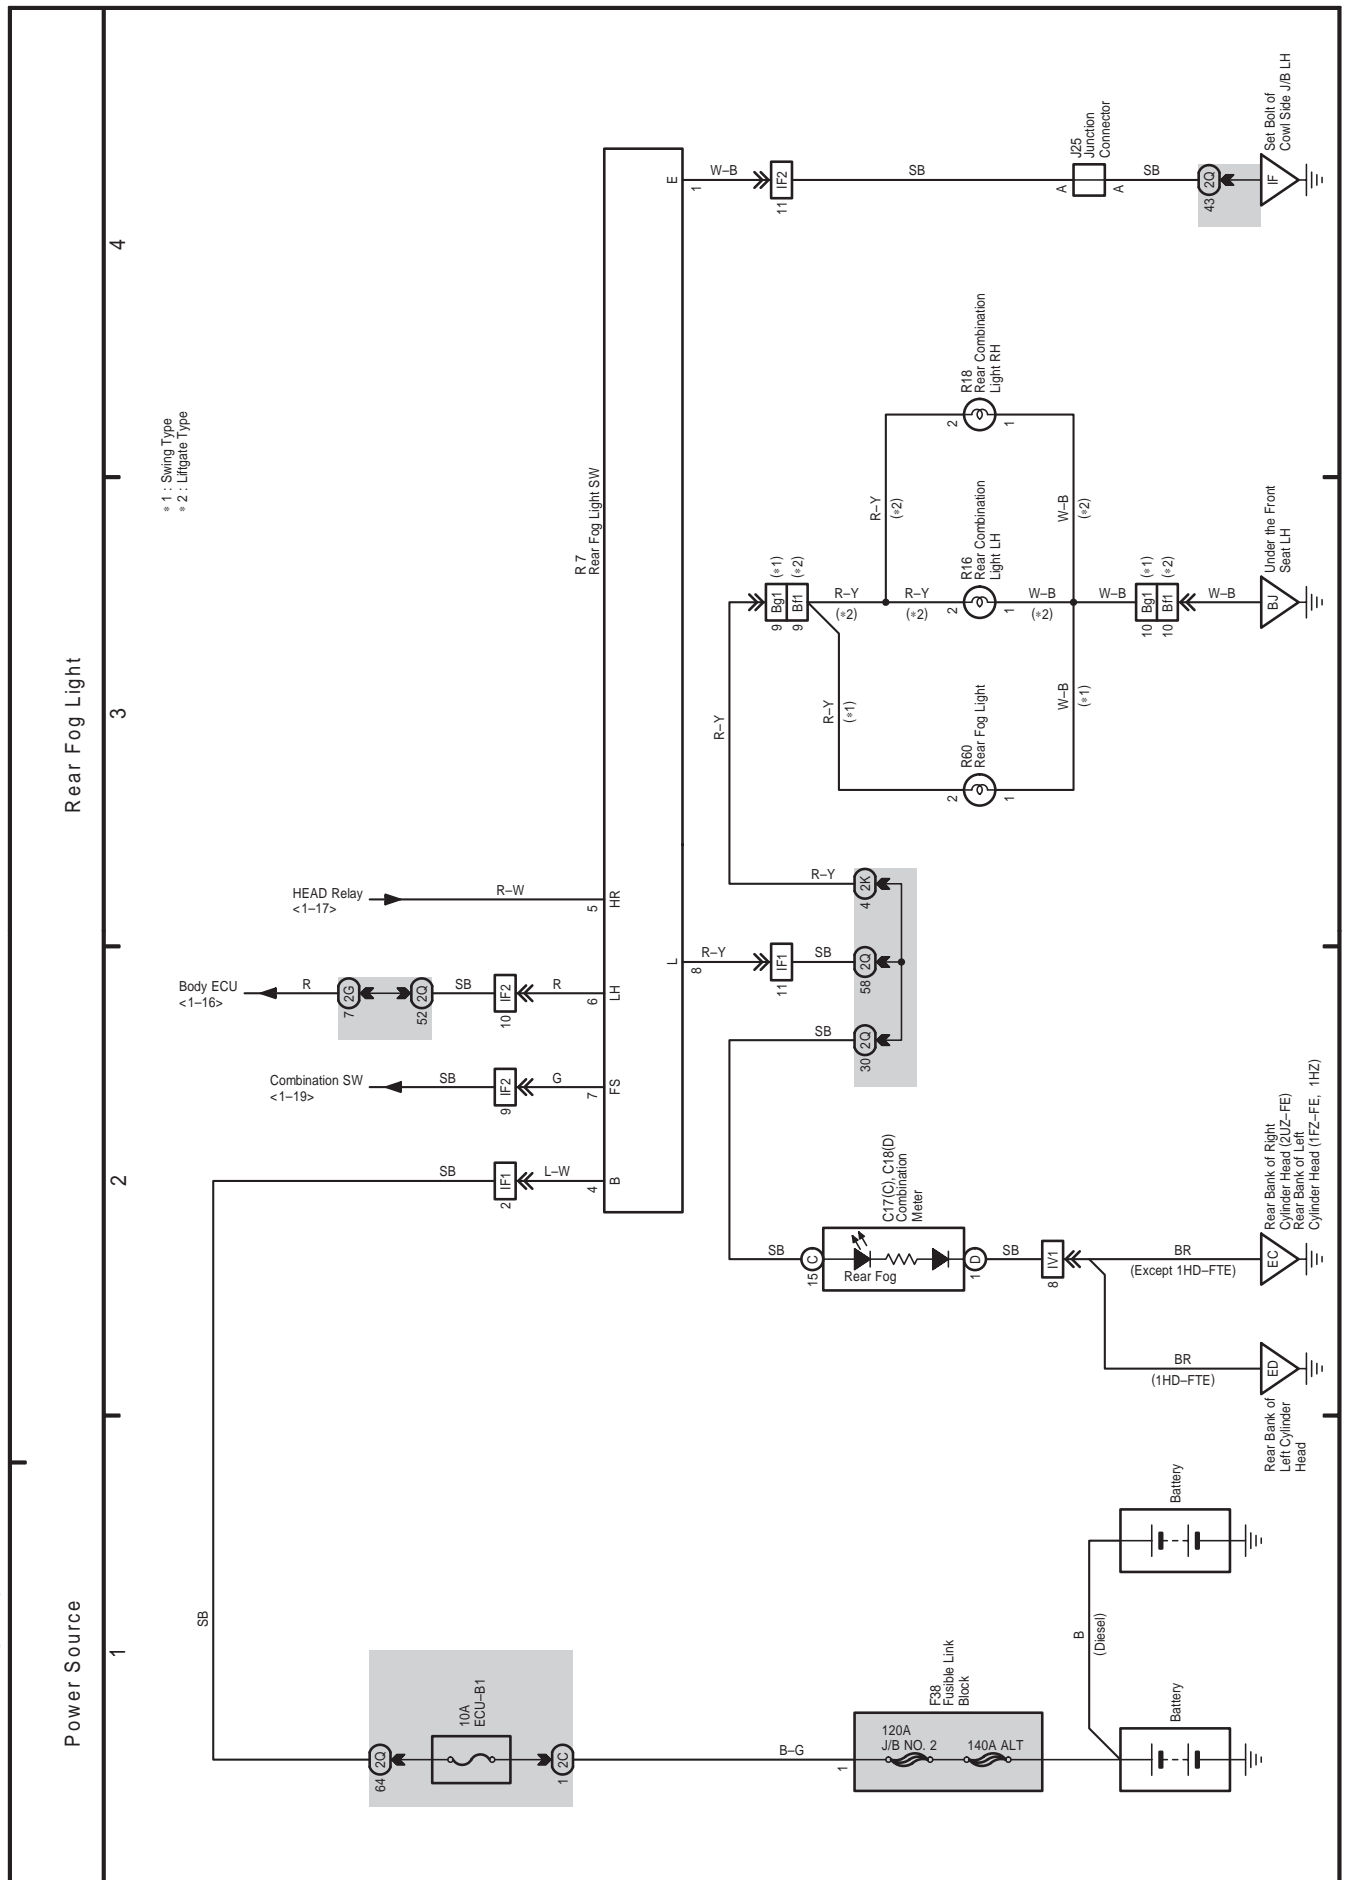 Power Source
Rear Fog Light
1
2
3
4
* 1 : Swing Type
* 2 : Liftgate Type
HEAD Relay
<1–17>
R–W
5
HR
Body ECU
<1–16>
R
7
2G
2Q
52
SB
10
IF2
R
6
LH
Combination SW
<1–19>
SB
9
IF2
G
7
FS
SB
2
IF1
L–W
4
B
R 7
Rear Fog Light SW
E
1
W–B
11
IF2
SB
A
J25
Junction
Connector
A
SB
43
2Q
IF
Set Bolt of
Cowl Side J/B LH
L
8
R–Y
11
IF1
SB
58
2Q
R–Y
4
2K
SB
30
2Q
R–Y
9
Bg1
(*1)
9
Bf1
(*2)
R–Y
(*2)
R–Y
(*1)
R–Y
(*2)
R–Y
(*2)
2
R60
Rear Fog Light
1
2
R16
Rear Combination
Light LH
1
2
R18
Rear Combination
Light RH
1
W–B
(*1)
W–B
(*2)
W–B
(*2)
W–B
10
Bg1
(*1)
10
Bf1
(*2)
W–B
BJ
Under the Front
Seat LH
SB
15
C
C17(C), C18(D)
Combination
Meter
Rear Fog
1
D
SB
8
IV1
BR
(Except 1HD–FTE)
EC
Rear Bank of Right
Cylinder Head (2UZ–FE)
Rear Bank of Left
Cylinder Head (1FZ–FE, 1HZ)
BR
(1HD–FTE)
ED
Rear Bank of
Left Cylinder
Head
SB
64
2Q
10A
ECU–B1
1
2C
B–G
1
F38
Fusible Link
Block
120A
J/B NO. 2
140A ALT
B
(Diesel)
Battery
Battery